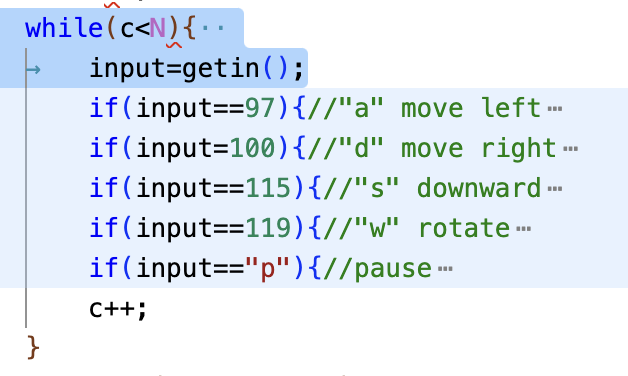 while(c<N){
input=getin();
if(input==97){//"a" move left…
if(input=100){//"d" move right…
if(input==115){//"s" downward…
if(input==119){//"w" rotate…
if(input=="p"){//pause…
c++;
}